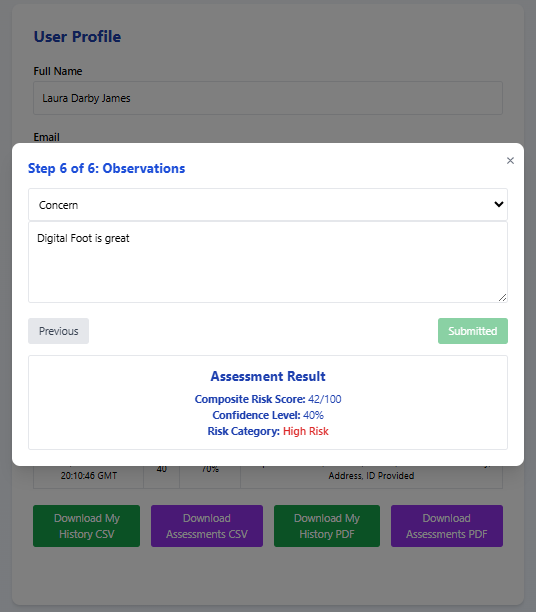 User Profile
Full Name
Laura Darby James
Email
Step 6 of 6: Observations
×
Concern
Digital Foot is great
Previous
Submitted
Assessment Result
Composite Risk Score: 42/100
Confidence Level: 40%
Risk Category: High Risk
20:10:46 GMT
40
70%
Address, ID Provided
Download My
History CSV
Download
Assessments CSV
Download My
History PDF
Download
Assessments PDF